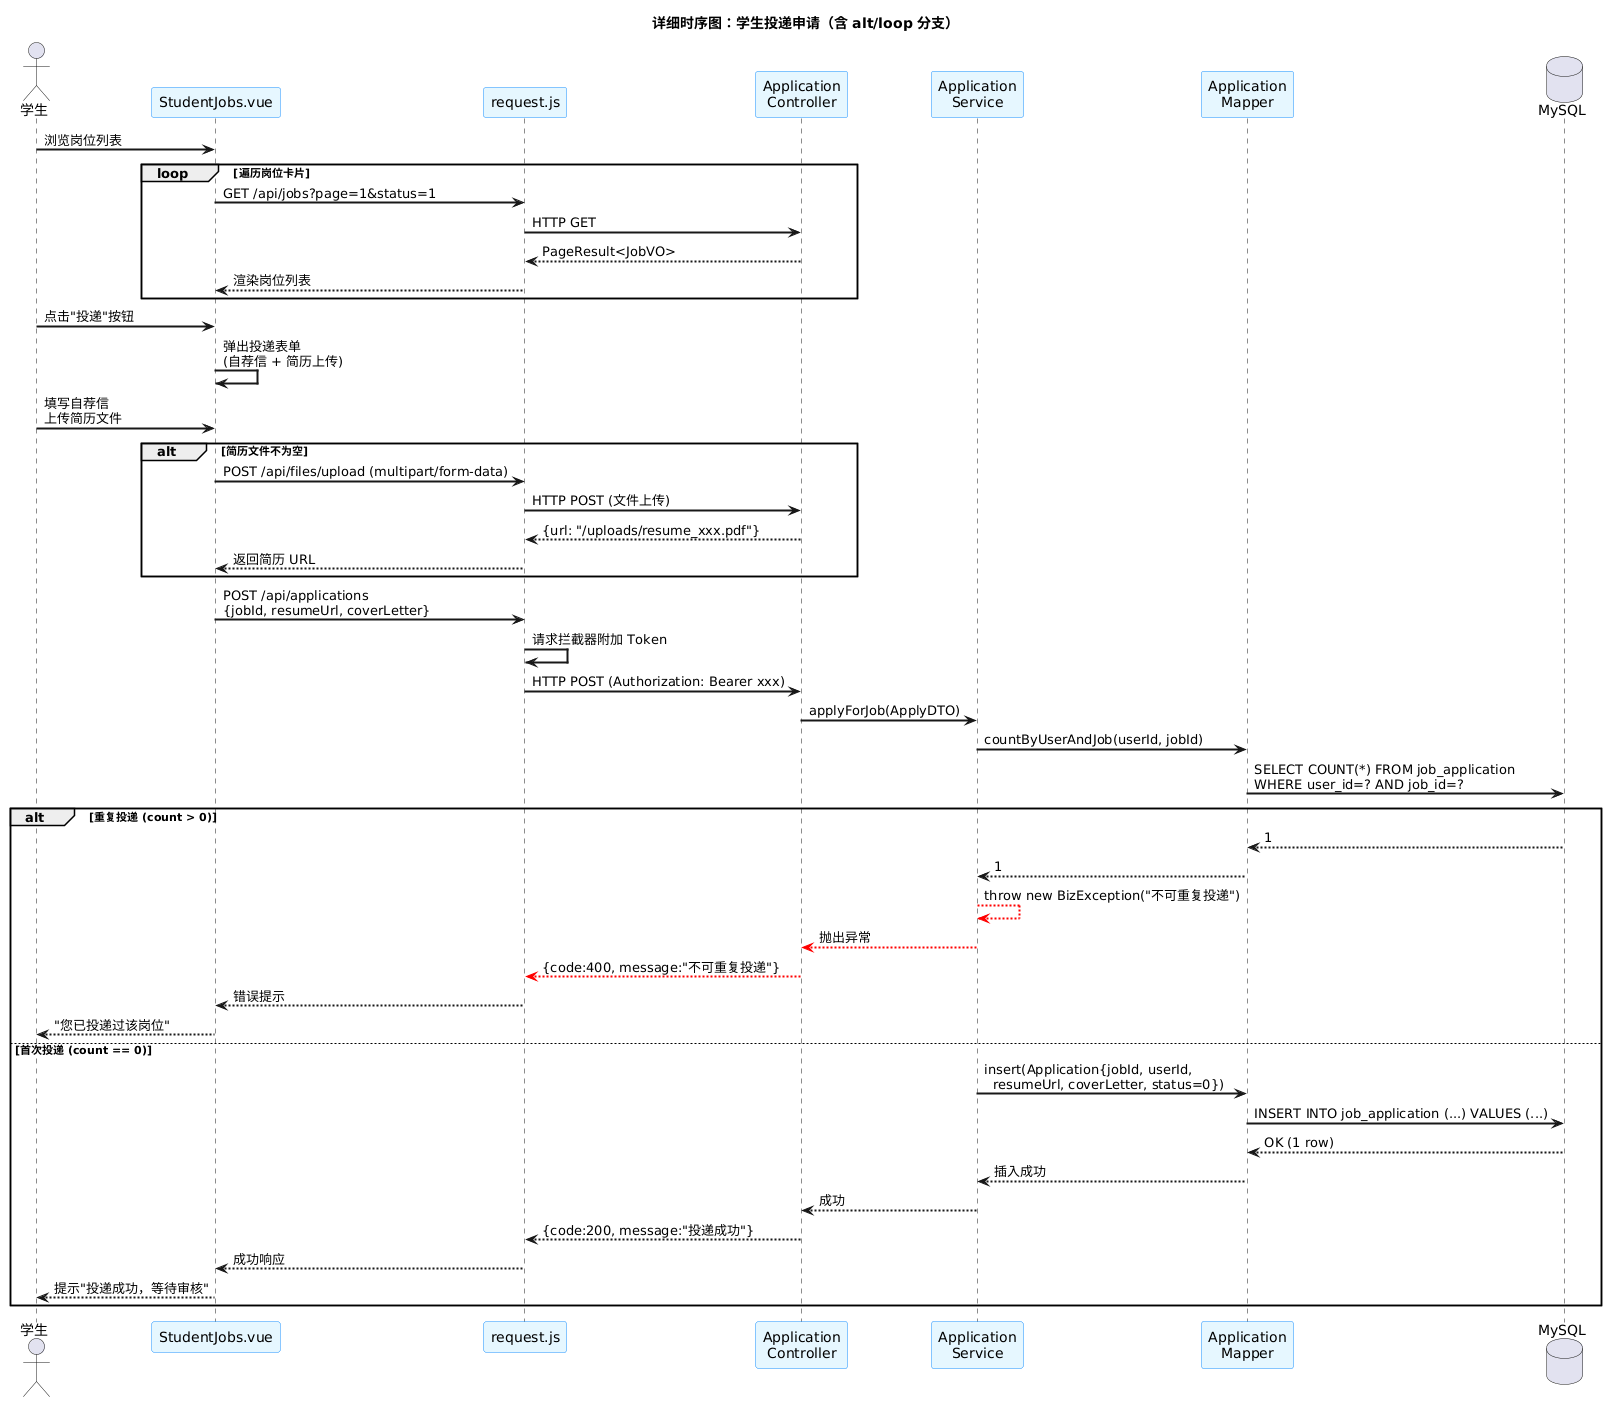 详细时序图：学生投递申请（含 alt/loop 分支）
学生
StudentJobs.vue
request.js
Application
Controller
Application
Service
Application
Mapper
MySQL
浏览岗位列表
loop [遍历岗位卡片]
GET /api/jobs?page=1&status=1
HTTP GET
PageResult<JobVO>
渲染岗位列表
点击"投递"按钮
弹出投递表单
(自荐信 + 简历上传)
填写自荐信
上传简历文件
alt [简历文件不为空]
POST /api/files/upload (multipart/form-data)
HTTP POST (文件上传)
{url: "/uploads/resume_xxx.pdf"}
返回简历 URL
POST /api/applications
{jobId, resumeUrl, coverLetter}
请求拦截器附加 Token
HTTP POST (Authorization: Bearer xxx)
applyForJob(ApplyDTO)
countByUserAndJob(userId, jobId)
SELECT COUNT(*) FROM job_application
WHERE user_id=? AND job_id=?
alt [重复投递 (count > 0)]
1
1
throw new BizException("不可重复投递")
抛出异常
{code:400, message:"不可重复投递"}
错误提示
"您已投递过该岗位"
[首次投递 (count == 0)]
insert(Application{jobId, userId,
resumeUrl, coverLetter, status=0})
INSERT INTO job_application (...) VALUES (...)
OK (1 row)
插入成功
成功
{code:200, message:"投递成功"}
成功响应
提示"投递成功，等待审核"
学生
StudentJobs.vue
request.js
Application
Controller
Application
Service
Application
Mapper
MySQL